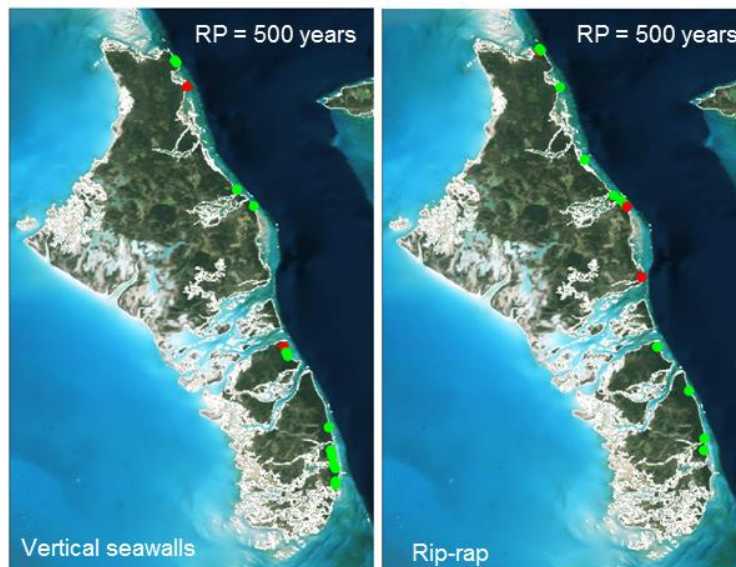 RP = 500 years
RP = 500 years
Vertical seawalls
Rip-rap